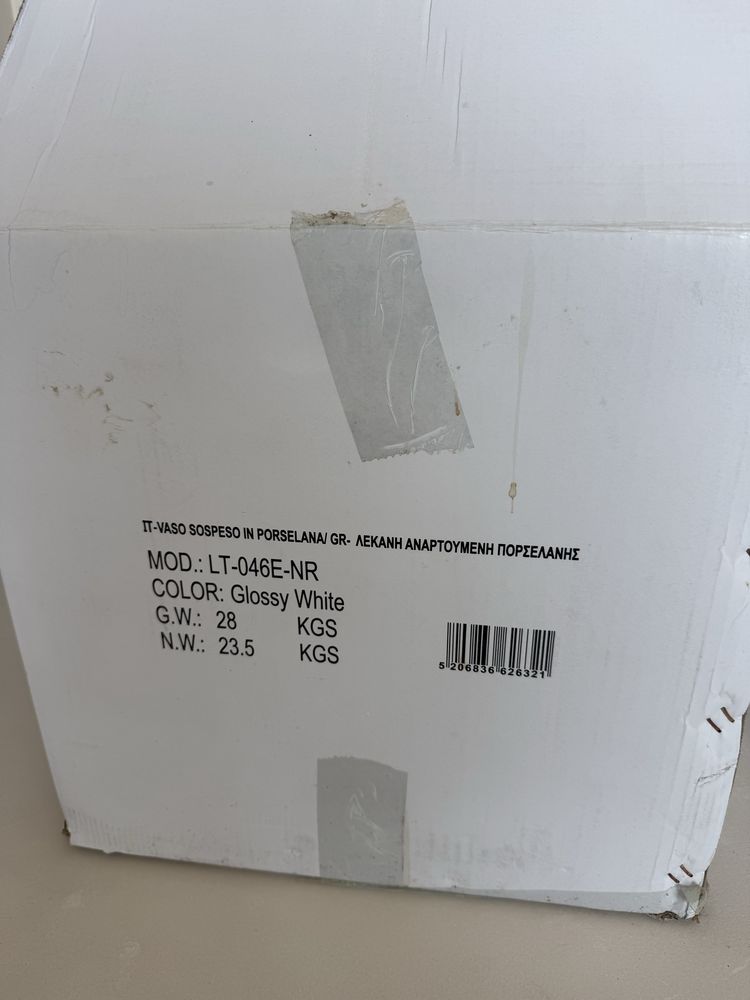 IT-VASO SOSPESO IN PORSELANA/ GR- ΛΕΚΑΝΗ ΑΝΑΡΤΟΥΜΕΝΗ ΠΟΡΣΕΛΑΝΗΣ
MOD.: LT-046E-NR
COLOR: Glossy White
G.W.: 28 KGS
N.W.: 23.5 KGS
5 206836 626321